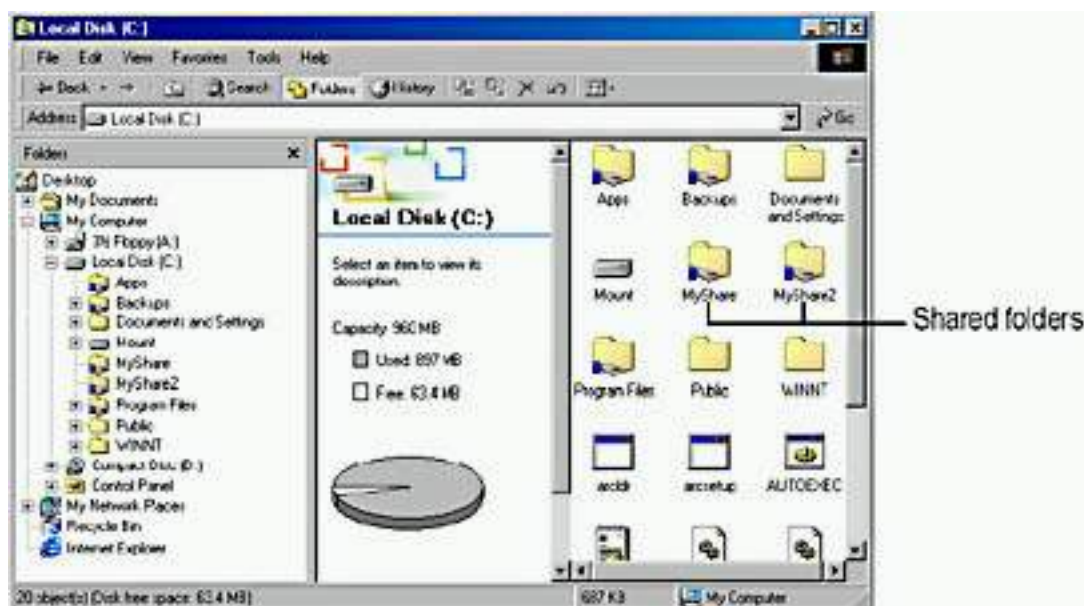 Local Disk (C:)
File Edit View Favorites Tools Help
Back Search Folders History
Address Local Disk (C:) Go
Folders
Desktop
My Documents
My Computer
3½ Floppy (A:)
Local Disk (C:)
Apps
Backups
Documents and Settings
Mount
MyShare
MyShare2
Program Files
Public
WINNT
Compact Disc (D:)
Control Panel
My Network Places
Recycle Bin
Internet Explorer
Local Disk (C:)
Select an item to view its
description.
Capacity: 960 MB
Used: 897 MB
Free: 63.4 MB
Apps Backups Documents
and Settings
Mount MyShare MyShare2
Shared folders
Program Files Public WINNT
arcldr arcsetup AUTOEXEC
20 object(s) (Disk free space: 63.4 MB) 687 KB My Computer